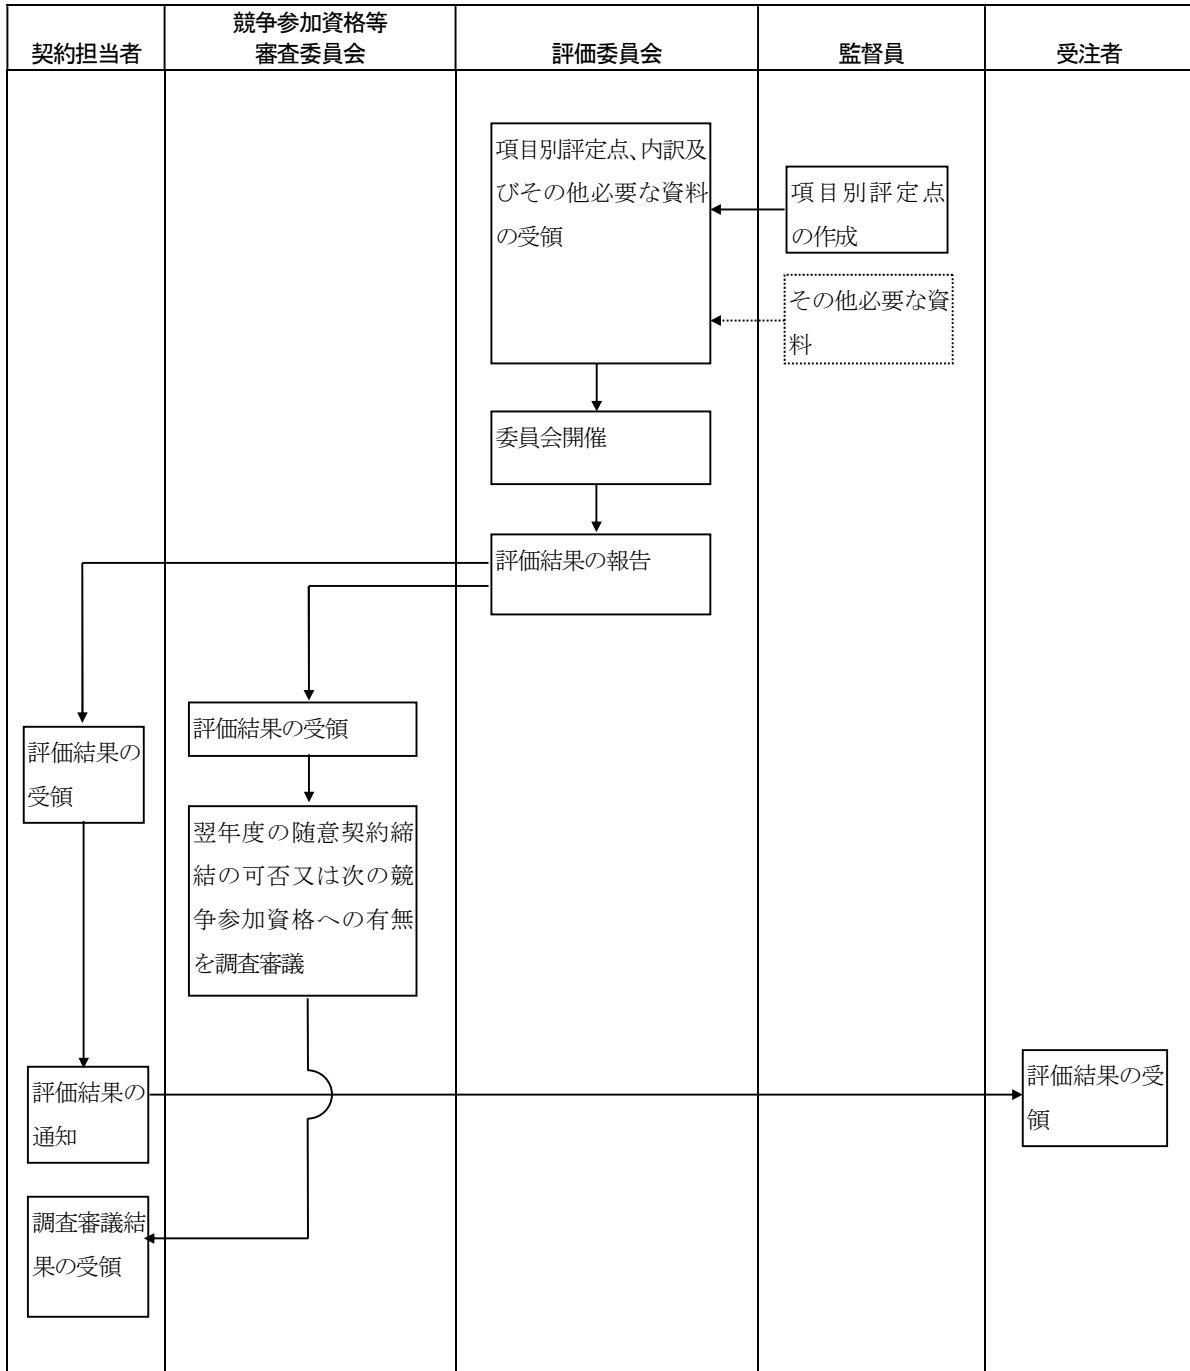 契約担当者
競争参加資格等
審査委員会
評価委員会
監督員
受注者
項目別評定点、内訳及
びその他必要な資料
の受領
項目別評定点
の作成
その他必要な資
料
委員会開催
評価結果の報告
評価結果の受領
評価結果の
受領
翌年度の随意契約締
結の可否又は次の競
争参加資格への有無
を調査審議
評価結果の
通知
評価結果の受
領
調査審議結
果の受領